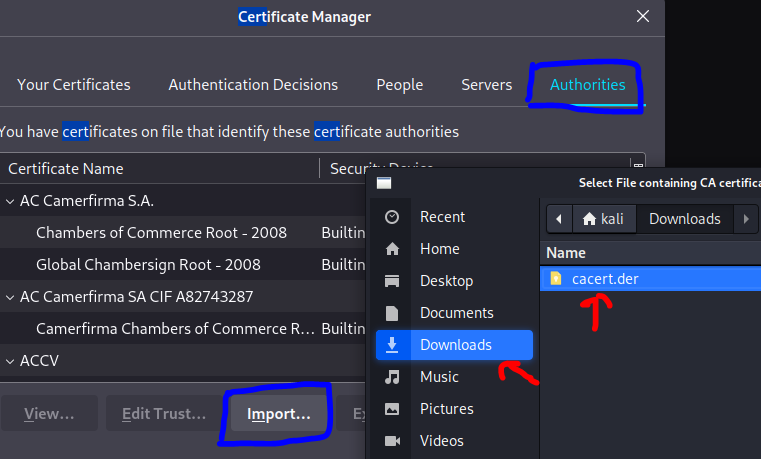 Certificate Manager
Your Certificates Authentication Decisions People Servers Authorities
You have certificates on file that identify these certificate authorities
Certificate Name Security Device
AC Camerfirma S.A.
Chambers of Commerce Root - 2008 Builtin
Global Chambersign Root - 2008 Builtin
AC Camerfirma SA CIF A82743287
Camerfirma Chambers of Commerce R… Builtin
ACCV
View… Edit Trust… Import… Ex
Select File containing CA certifica
Recent
Home
Desktop
Documents
Downloads
Music
Pictures
Videos
kali Downloads
Name
cacert.der